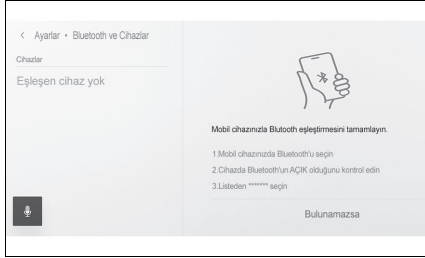 < Ayarlar • Bluetooth ve Cihazlar
Cihazlar
Eşleşen cihaz yok
Mobil cihazınızla Blutooth eşleştirmesini tamamlayın.
1.Mobil cihazınızda Bluetooth'u seçin
2.Cihazda Bluetooth'un AÇIK olduğunu kontrol edin
3.Listeden ******* seçin
Bulunamazsa